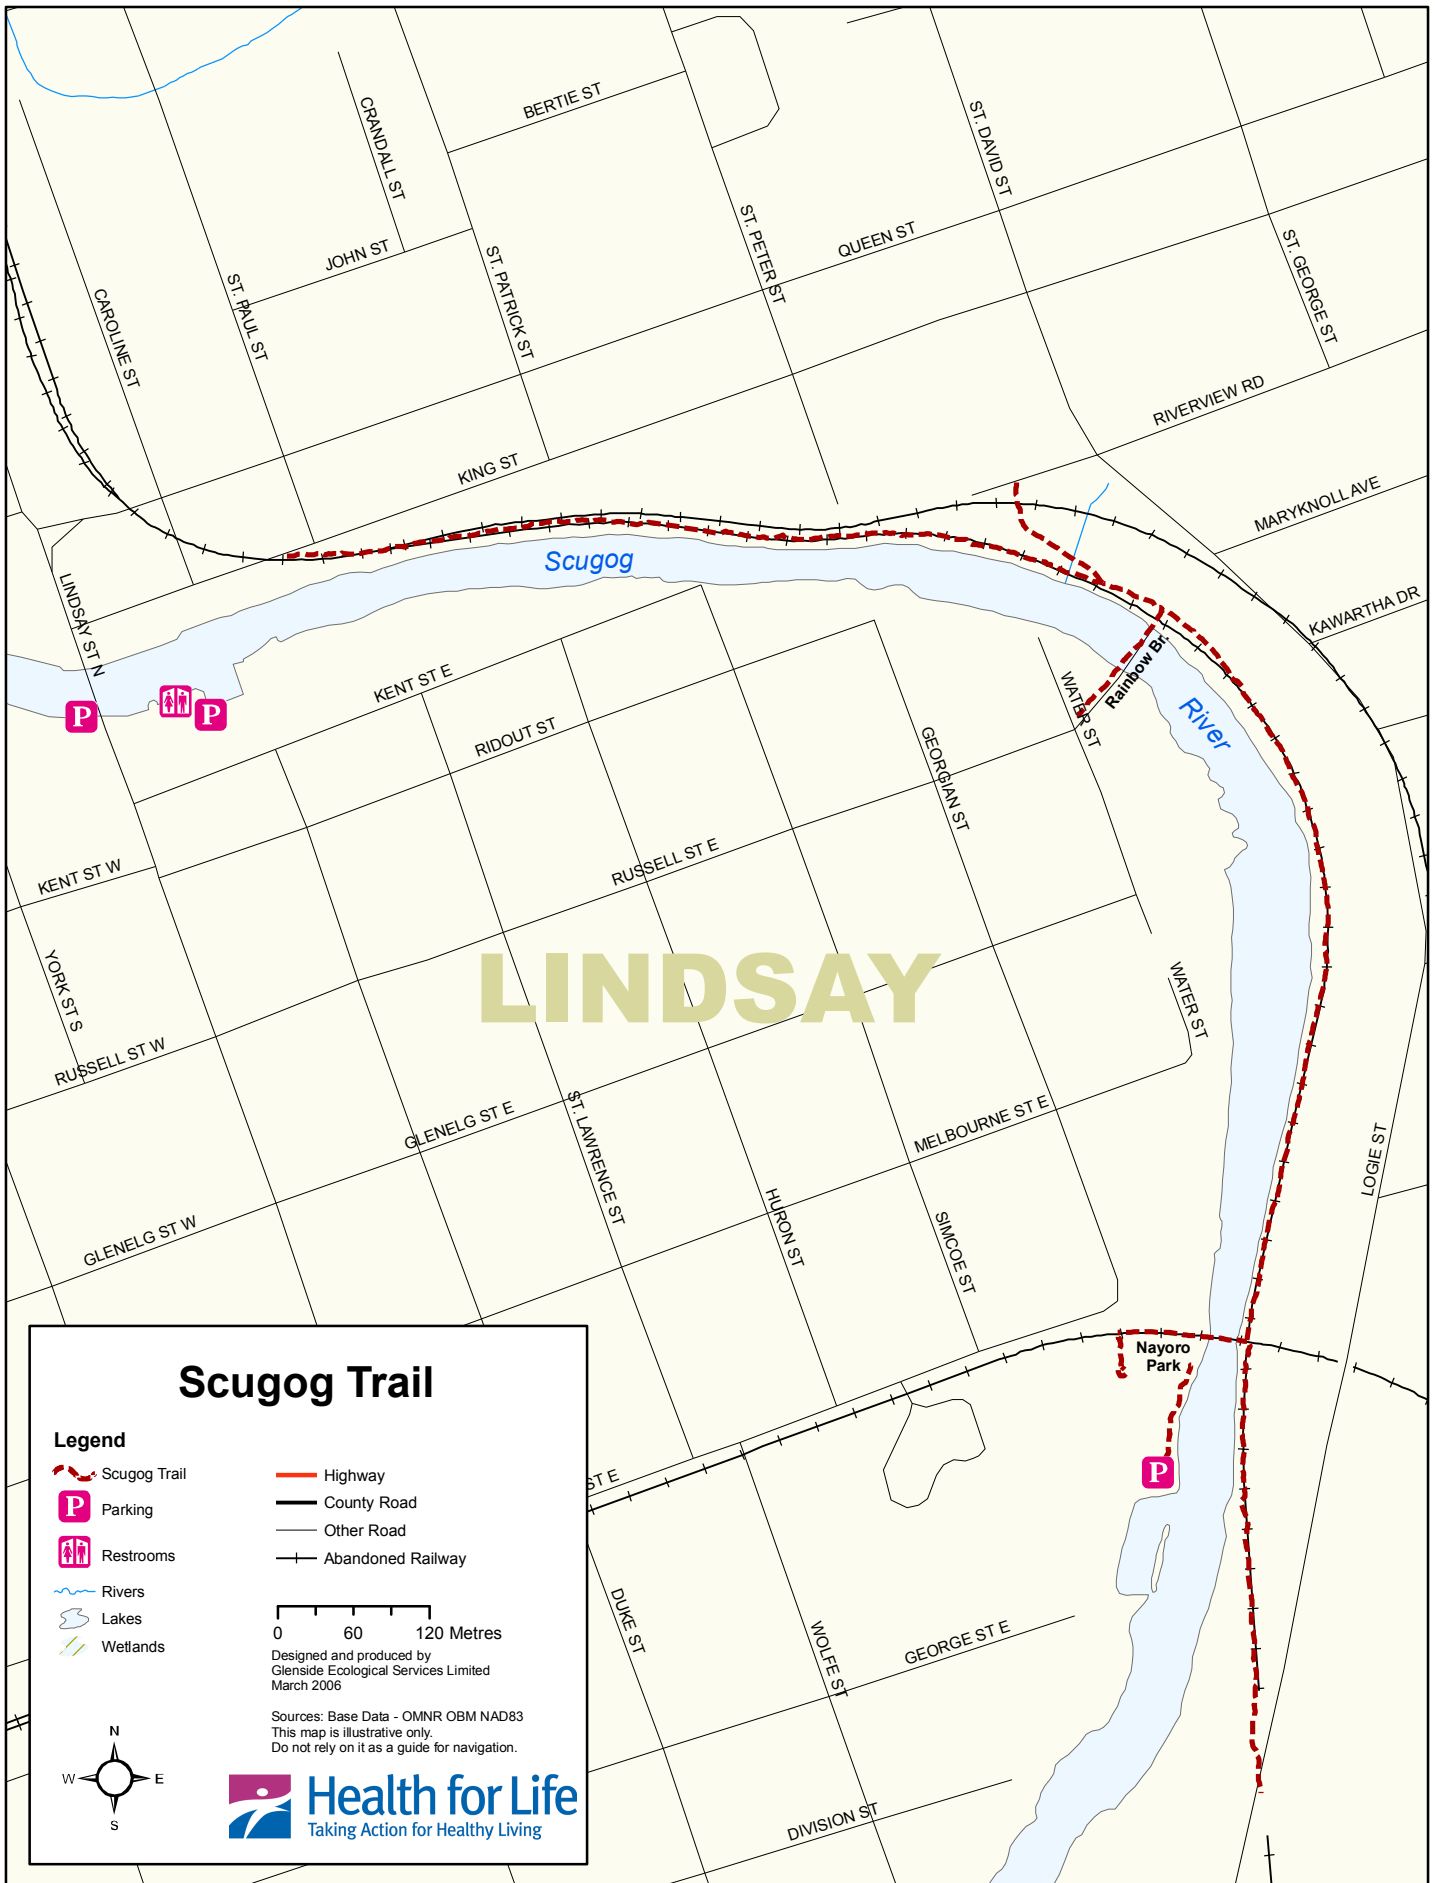 BERTIE ST
CRANDALL ST
ST. DAVID ST
JOHN ST
ST. PETER ST
QUEEN ST
ST. PATRICK ST
ST. GEORGE ST
ST. PAUL ST
CAROLINE ST
RIVERVIEW RD
KING ST
MARYKNOLL AVE
Scugog
LINDSAY ST N
KAWARTHA DR
Rainbow Br.
WATER ST
River
P
P
KENT ST E
RIDOUT ST
GEORGIAN ST
RUSSELL ST E
KENT ST W
LINDSAY
YORK ST S
WATER ST
RUSSELL ST W
GLENELG ST E
ST. LAWRENCE ST
MELBOURNE ST E
LOGIE ST
GLENELG ST W
HURON ST
SIMCOE ST
Nayoro
Park
P
ST E
DUKE ST
WOLFE ST
GEORGE ST E
DIVISION ST
Scugog Trail
Legend
Scugog Trail
P Parking
Restrooms
Rivers
Lakes
Wetlands
Highway
County Road
Other Road
Abandoned Railway
0 60 120 Metres
Designed and produced by
Glenside Ecological Services Limited
March 2006
Sources: Base Data - OMNR OBM NAD83
This map is illustrative only.
Do not rely on it as a guide for navigation.
N
W E
S
Health for Life
Taking Action for Healthy Living